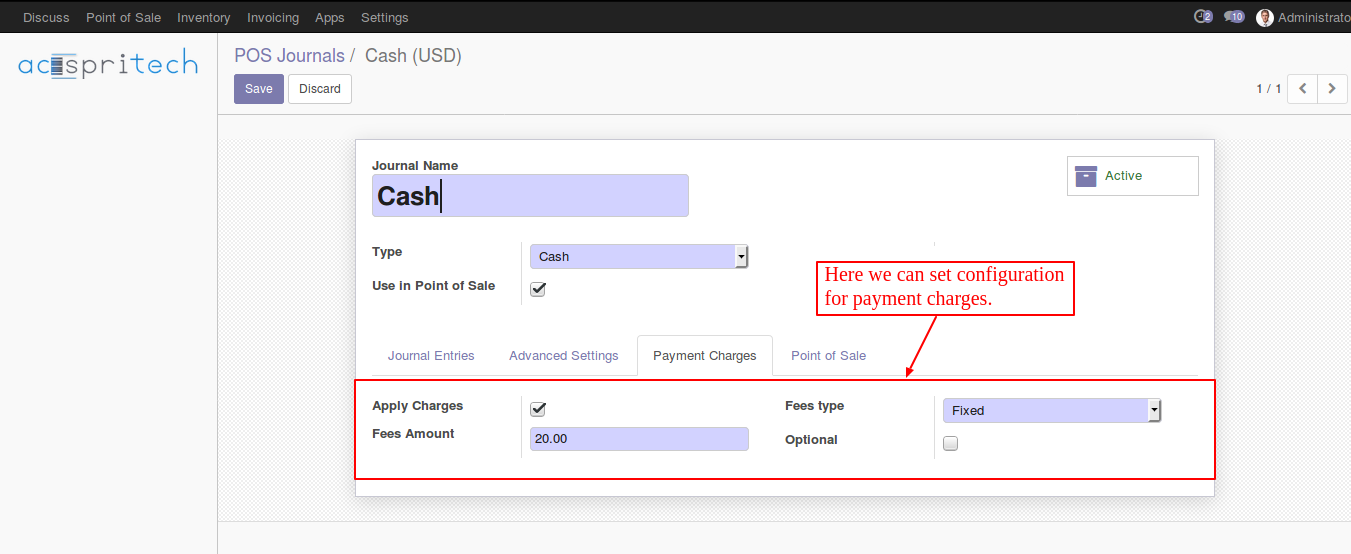 Discuss Point of Sale Inventory Invoicing Apps Settings 2 10 Administrato
acespritech
POS Journals / Cash (USD)
Save Discard 1 / 1
Journal Name
Cash
Active
Type Cash
Use in Point of Sale
Here we can set configuration
for payment charges.
Journal Entries Advanced Settings Payment Charges Point of Sale
Apply Charges Fees type Fixed
Fees Amount 20.00 Optional